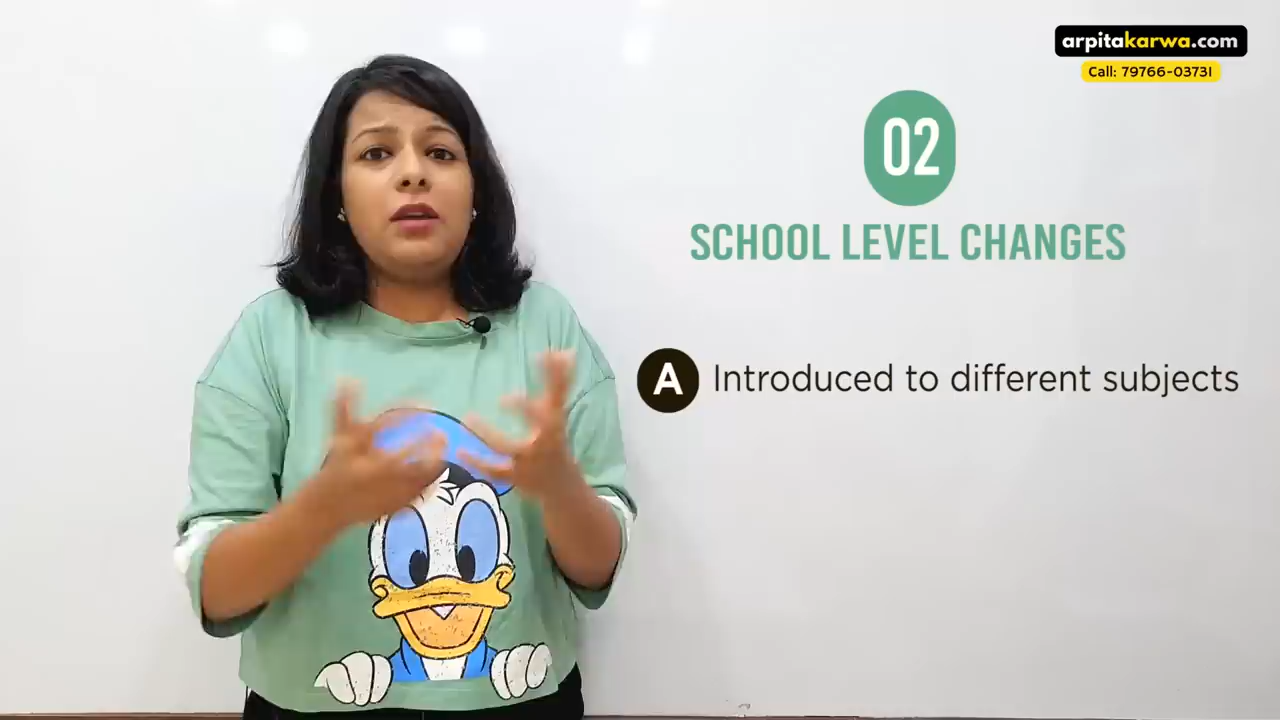 arpitakarwa.com
Call: 79766-03731
02
SCHOOL LEVEL CHANGES
A Introduced to different subjects